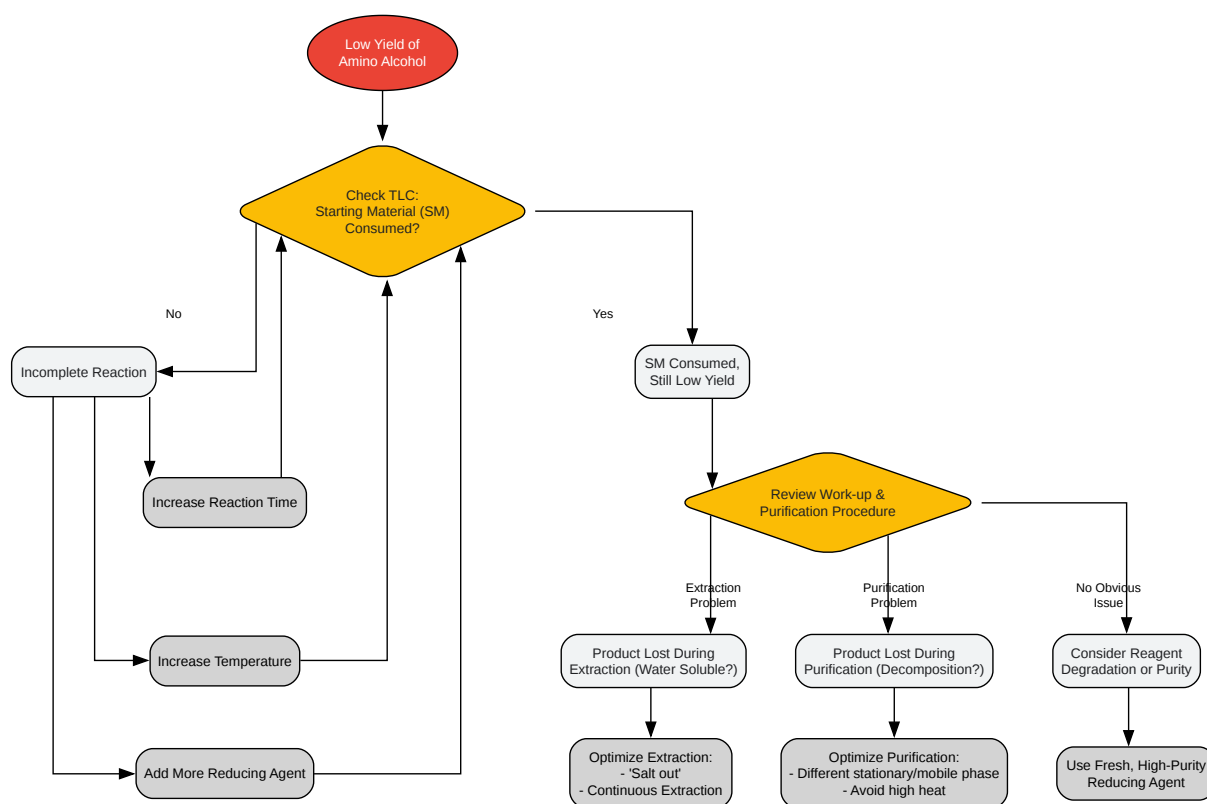 Low Yield of
Amino Alcohol
Check TLC:
Starting Material (SM)
Consumed?
No
Yes
Incomplete Reaction
SM Consumed,
Still Low Yield
Increase Reaction Time
Review Work-up &
Purification Procedure
Extraction
Problem
Purification
Problem
No Obvious
Issue
Increase Temperature
Product Lost During
Extraction (Water Soluble?)
Product Lost During
Purification (Decomposition?)
Consider Reagent
Degradation or Purity
Add More Reducing Agent
Optimize Extraction:
- 'Salt out'
- Continuous Extraction
Optimize Purification:
- Different stationary/mobile phase
- Avoid high heat
Use Fresh, High-Purity
Reducing Agent